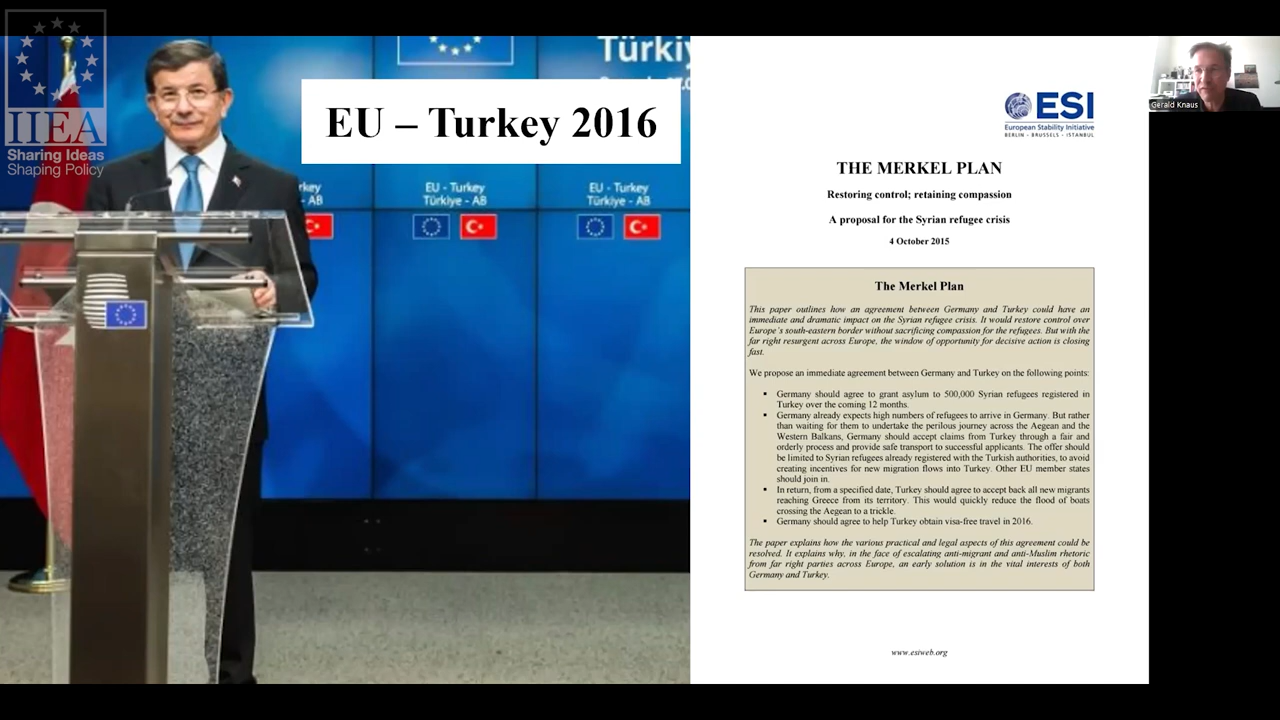 IIEA
Sharing Ideas
Shaping Policy
Türkiy
EU – Turkey 2016
rkey
- AB
EU - Turkey
Türkiye - AB
EU - Turkey
Türkiye - AB
ESI
European Stability Initiative
BERLIN - BRUSSELS - ISTANBUL
THE MERKEL PLAN
Restoring control; retaining compassion
A proposal for the Syrian refugee crisis
4 October 2015
The Merkel Plan
This paper outlines how an agreement between Germany and Turkey could have an
immediate and dramatic impact on the Syrian refugee crisis. It would restore control over
Europe's south-eastern border without sacrificing compassion for the refugees. But with the
far right resurgent across Europe, the window of opportunity for decisive action is closing
fast.
We propose an immediate agreement between Germany and Turkey on the following points:
▪ Germany should agree to grant asylum to 500,000 Syrian refugees registered in
Turkey over the coming 12 months.
▪ Germany already expects high numbers of refugees to arrive in Germany. But rather
than waiting for them to undertake the perilous journey across the Aegean and the
Western Balkans, Germany should accept claims from Turkey through a fair and
orderly process and provide safe transport to successful applicants. The offer should
be limited to Syrian refugees already registered with the Turkish authorities, to avoid
creating incentives for new migration flows into Turkey. Other EU member states
should join in.
▪ In return, from a specified date, Turkey should agree to accept back all new migrants
reaching Greece from its territory. This would quickly reduce the flood of boats
crossing the Aegean to a trickle.
▪ Germany should agree to help Turkey obtain visa-free travel in 2016.
The paper explains how the various practical and legal aspects of this agreement could be
resolved. It explains why, in the face of escalating anti-migrant and anti-Muslim rhetoric
from far right parties across Europe, an early solution is in the vital interests of both
Germany and Turkey.
www.esiweb.org
Gerald Knaus